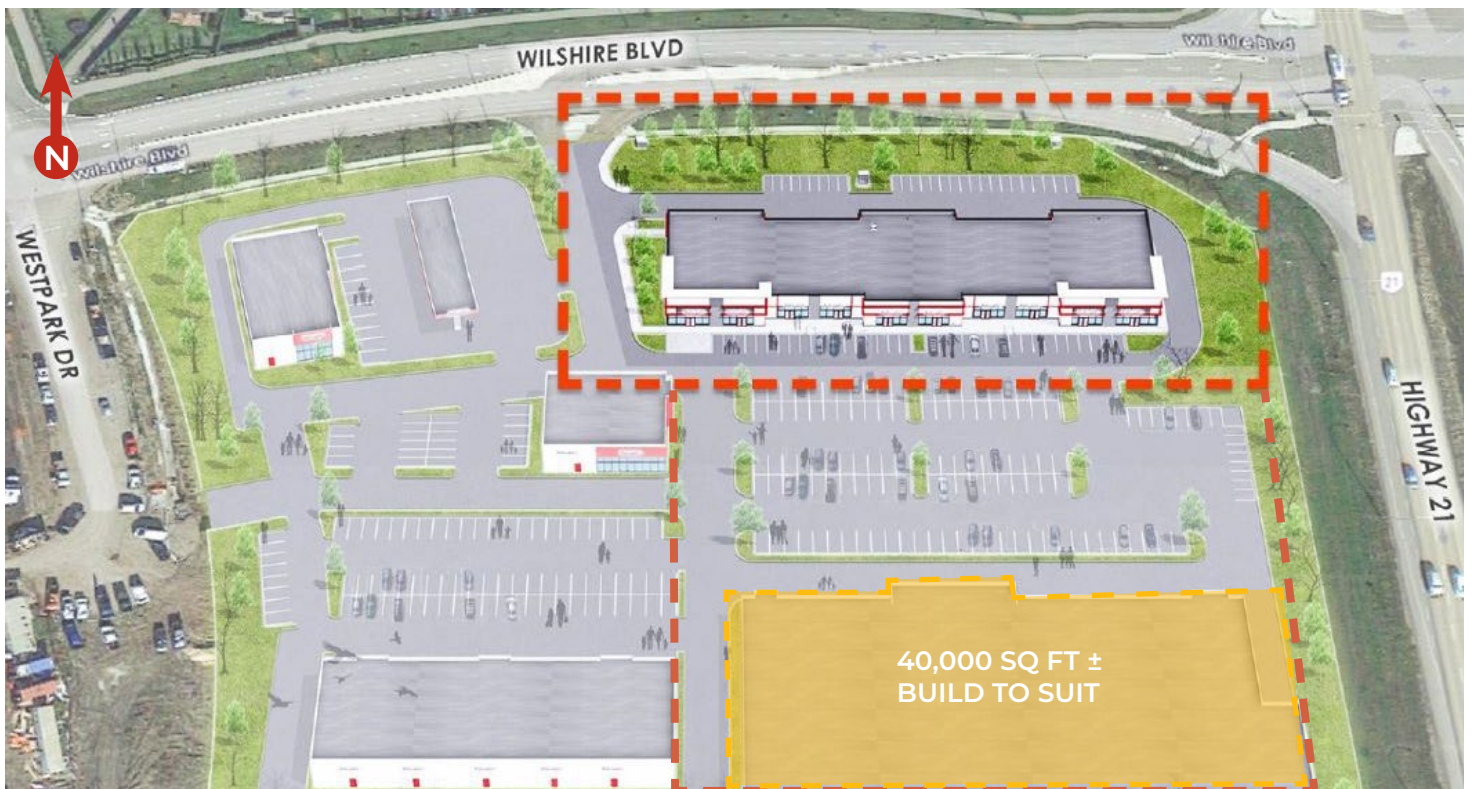 WILSHIRE BLVD
Wilshire Blvd
N
Wilshire Blvd
WESTPARK DR
21
HIGHWAY 21
40,000 SQ FT ±
BUILD TO SUIT